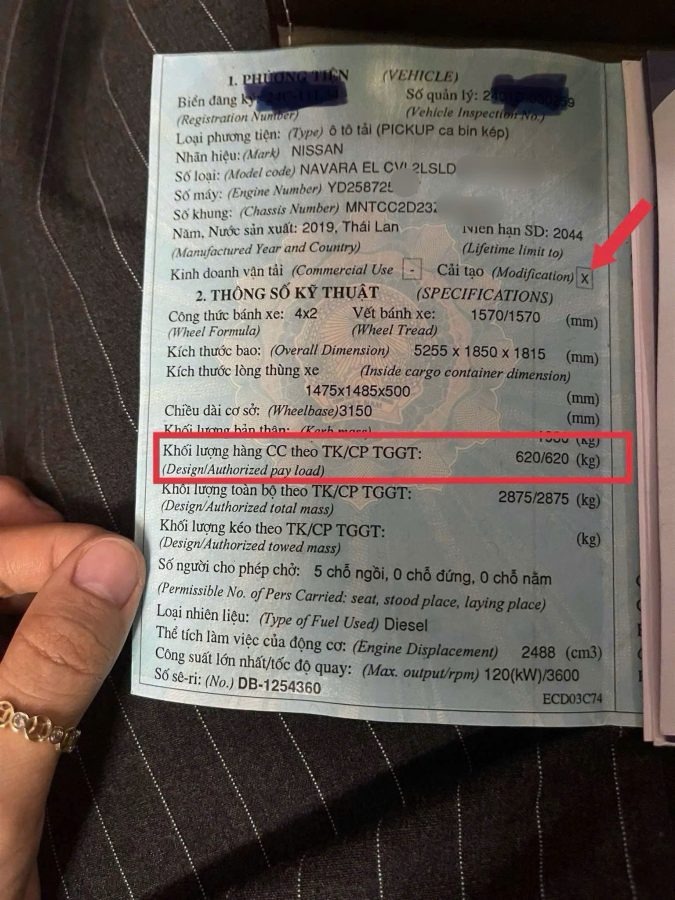 1. PHƯƠNG TIỆN (VEHICLE)
Biển đăng ký: Số quản lý:
(Registration Number) (Vehicle Inspection No.)
Loại phương tiện: (Type) ô tô tải (PICKUP ca bin kép)
Nhãn hiệu: (Mark) NISSAN
Số loại: (Model code) NAVARA EL
Số máy: (Engine Number)
Số khung: (Chassis Number)
Năm, Nước sản xuất: 2019, Thái Lan Niên hạn SD: 2044
(Manufactured Year and Country) (Lifetime limit to)
Kinh doanh vận tải (Commercial Use - Cải tạo (Modification) X
2. THÔNG SỐ KỸ THUẬT (SPECIFICATIONS)
Công thức bánh xe: 4x2 Vết bánh xe: 1570/1570 (mm)
(Wheel Formula) (Wheel Tread)
Kích thước bao: (Overall Dimension) 5255 x 1850 x 1815 (mm)
Kích thước lòng thùng xe (Inside cargo container dimension)
1475x1485x500 (mm)
Chiều dài cơ sở: (Wheelbase)3150 (mm)
Khối lượng bản thân: (Kerb mass) (kg)
Khối lượng hàng CC theo TK/CP TGGT: 620/620 (kg)
(Design/Authorized pay load)
Khối lượng toàn bộ theo TK/CP TGGT: 2875/2875 (kg)
(Design/Authorized total mass)
Khối lượng kéo theo TK/CP TGGT: (kg)
(Design/Authorized towed mass)
Số người cho phép chở: 5 chỗ ngồi, 0 chỗ đứng, 0 chỗ nằm
(Permissible No. of Pers Carried: seat, stood place, laying place)
Loại nhiên liệu: (Type of Fuel Used) Diesel
Thể tích làm việc của động cơ: (Engine Displacement) 2488 (cm3)
Công suất lớn nhất/tốc độ quay: (Max. output/rpm) 120(kW)/3600
Số sê-ri: (No.) DB-1254360 ECD03C74